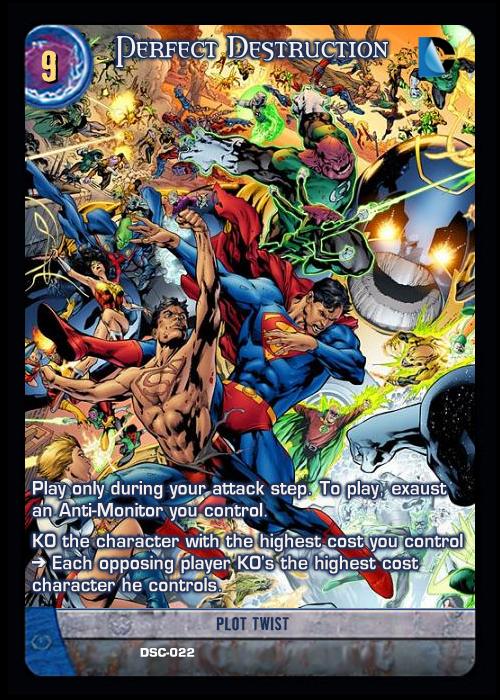 9
Perfect Destruction
Play only during your attack step. To play, exaust
an Anti-Monitor you control.
KO the character with the highest cost you control
➔ Each opposing player KO's the highest cost
character he controls.
PLOT TWIST
DSC-022